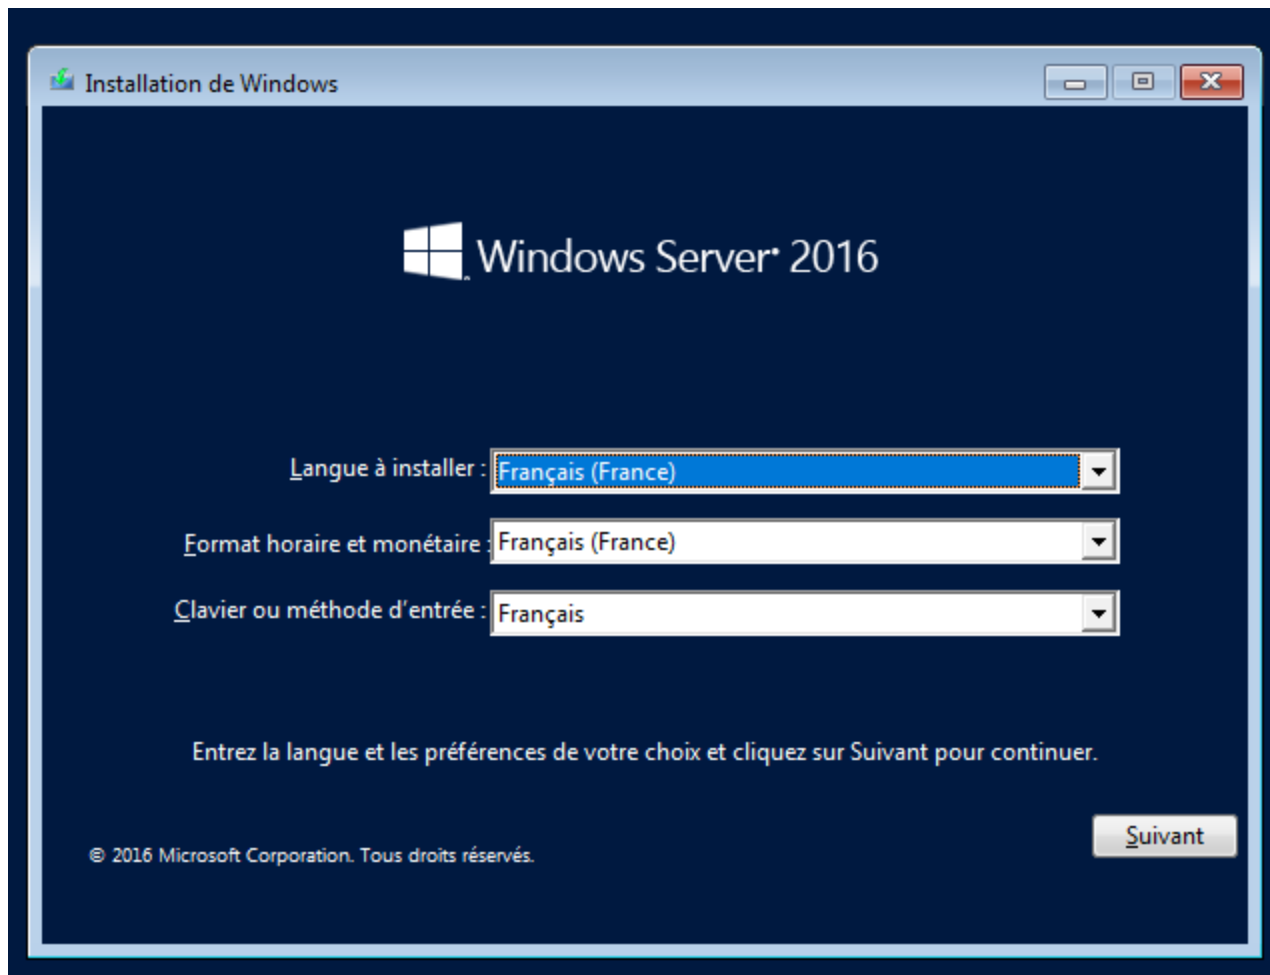 Installation de Windows
Windows Server 2016
Langue à installer : Français (France)
Format horaire et monétaire : Français (France)
Clavier ou méthode d'entrée : Français
Entrez la langue et les préférences de votre choix et cliquez sur Suivant pour continuer.
Suivant
© 2016 Microsoft Corporation. Tous droits réservés.